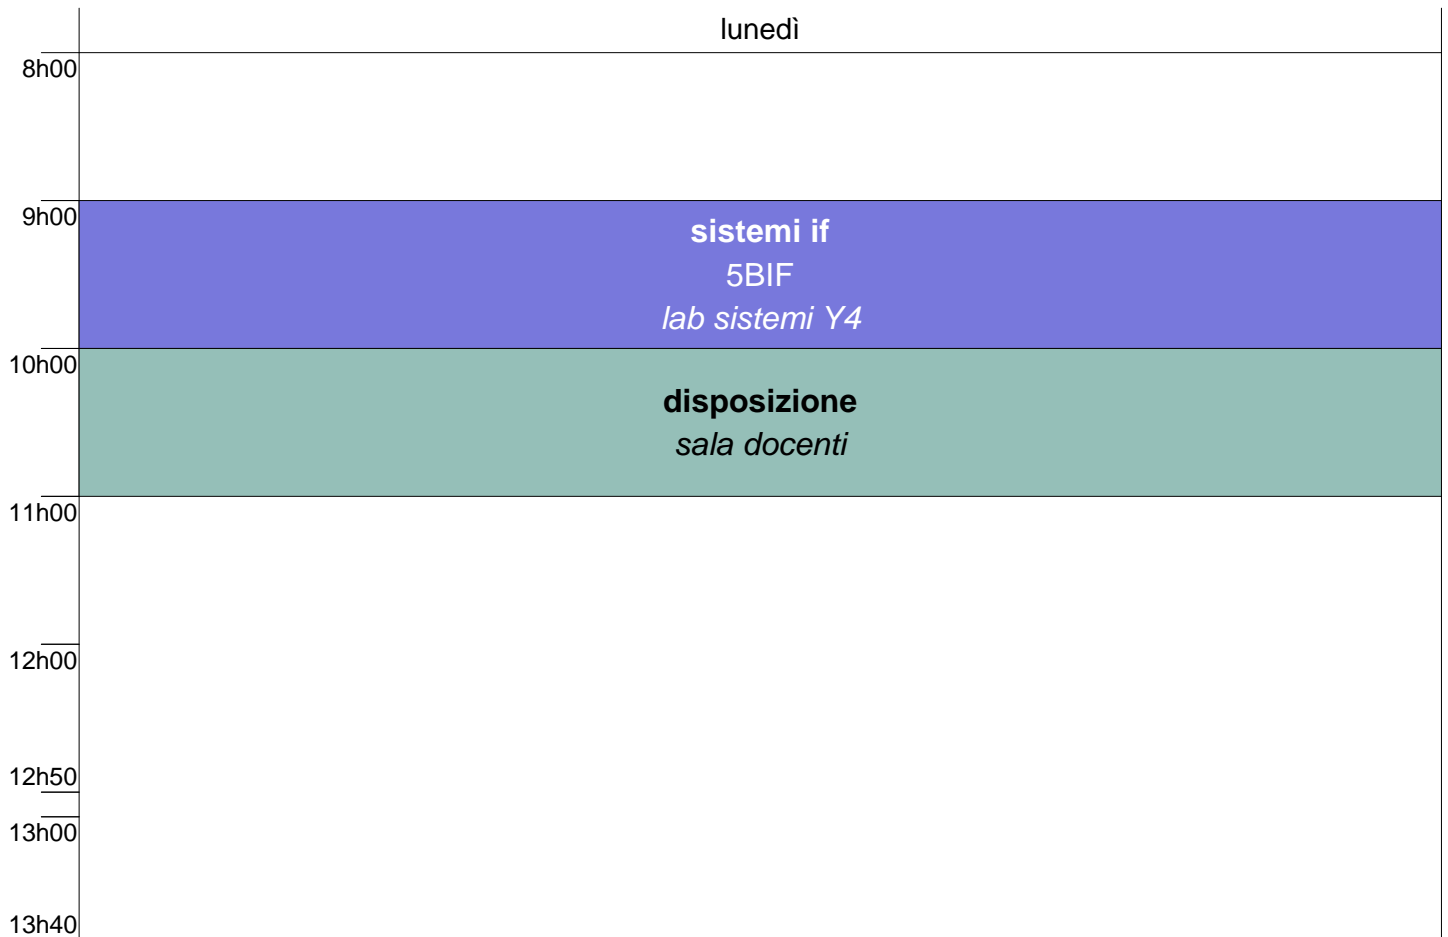 lunedì
8h00
9h00
sistemi if
5BIF
lab sistemi Y4
10h00
disposizione
sala docenti
11h00
12h00
12h50
13h00
13h40